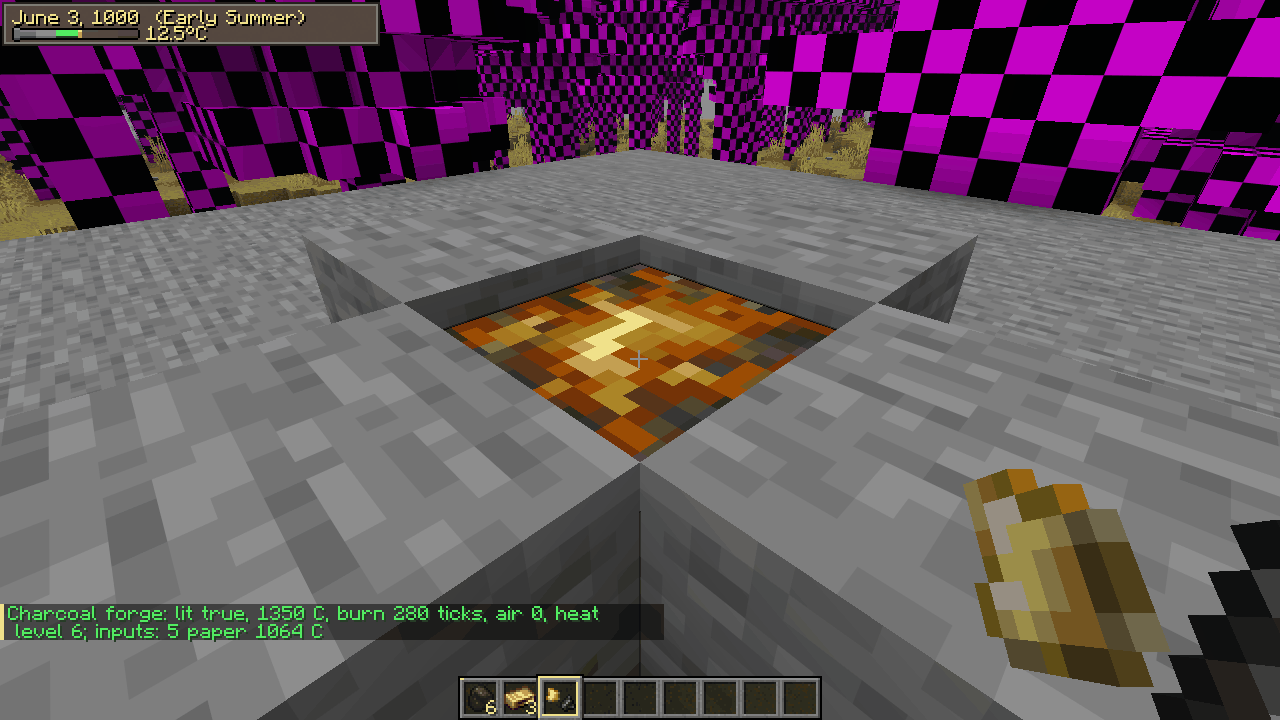 June 3, 1000 (Early Summer)
12.5°C
Charcoal forge: lit true, 1350 C, burn 280 ticks, air 0, heat
level 6; inputs: 5 paper 1064 C
6
3